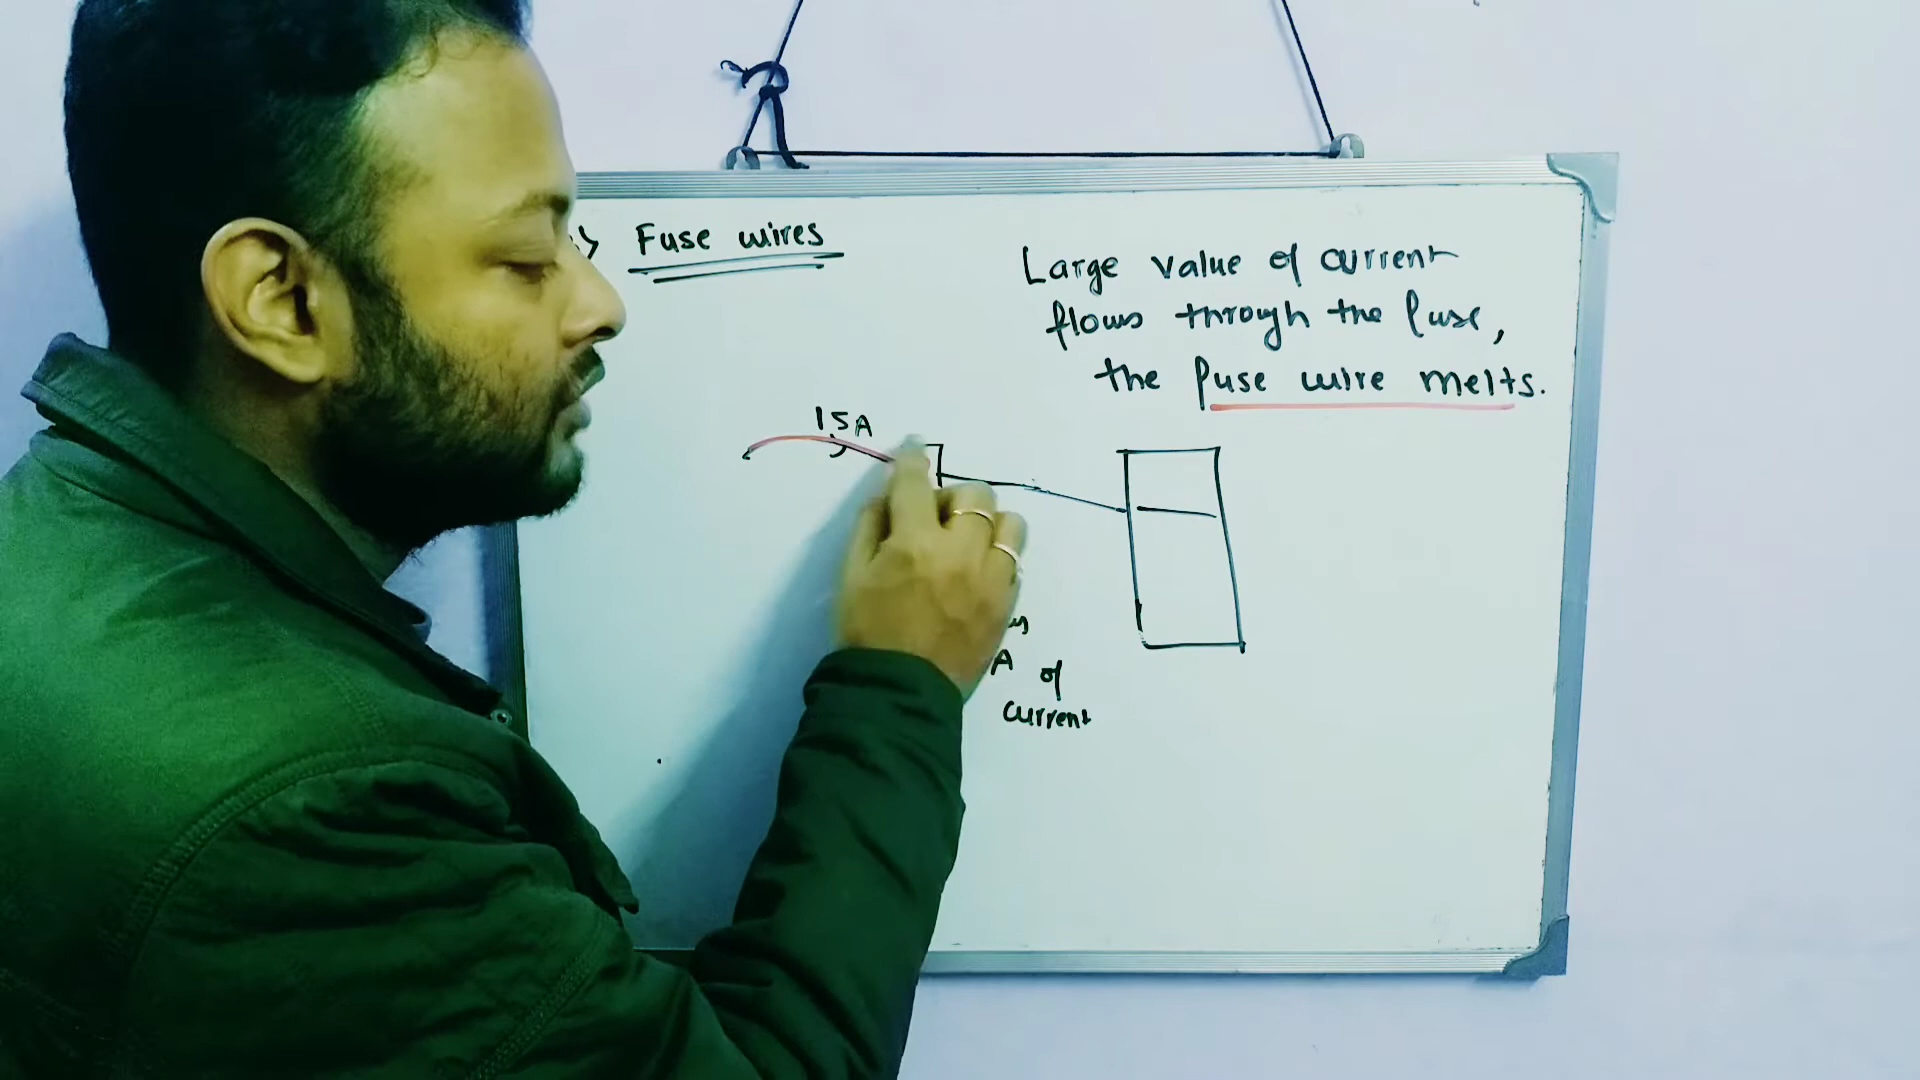 Fuse wires
Large value of current
flows through the fuse,
the fuse wire melts.
15A
A of
current